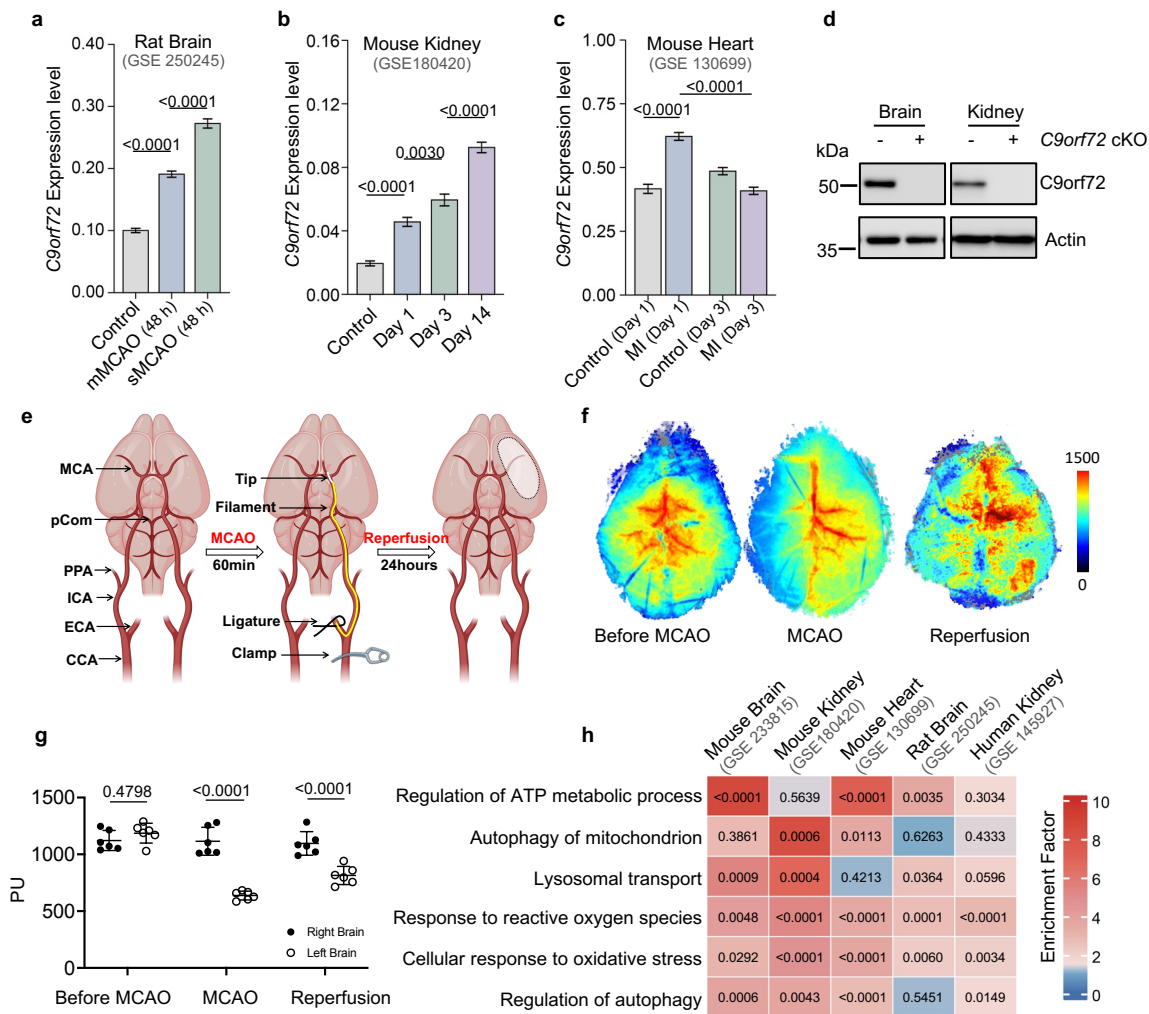 a
Rat Brain
(GSE 250245)
C9orf72 Expression level
0.40
0.30
0.20
0.10
0.00
<0.0001
<0.0001
Control
mMCAO (48 h)
sMCAO (48 h)
b
Mouse Kidney
(GSE180420)
C9orf72 Expression level
0.16
0.12
0.08
0.04
0.00
<0.0001
0.0030
<0.0001
Control
Day 1
Day 3
Day 14
c
Mouse Heart
(GSE 130699)
C9orf72 Expression level
1.00
0.75
0.50
0.25
0.00
<0.0001
<0.0001
Control (Day 1)
MI (Day 1)
Control (Day 3)
MI (Day 3)
d
Brain
Kidney
kDa
- + - + C9orf72 cKO
50
C9orf72
35
Actin
e
MCA
pCom
PPA
ICA
ECA
CCA
MCAO
60min
Tip
Filament
Ligature
Clamp
Reperfusion
24hours
f
1500
0
Before MCAO
MCAO
Reperfusion
g
PU
1500
1000
500
0
0.4798
<0.0001
<0.0001
Right Brain
Left Brain
Before MCAO
MCAO
Reperfusion
h
Mouse Brain
(GSE 233815)
Mouse Kidney
(GSE180420)
Mouse Heart
(GSE 130699)
Rat Brain
(GSE 250245)
Human Kidney
(GSE 145927)
Regulation of ATP metabolic process <0.0001 0.5639 <0.0001 0.0035 0.3034
Autophagy of mitochondrion 0.3861 0.0006 0.0113 0.6263 0.4333
Lysosomal transport 0.0009 0.0004 0.4213 0.0364 0.0596
Response to reactive oxygen species 0.0048 <0.0001 <0.0001 0.0001 <0.0001
Cellular response to oxidative stress 0.0292 <0.0001 <0.0001 0.0060 0.0034
Regulation of autophagy 0.0006 0.0043 <0.0001 0.5451 0.0149
Enrichment Factor
10
8
6
4
2
0